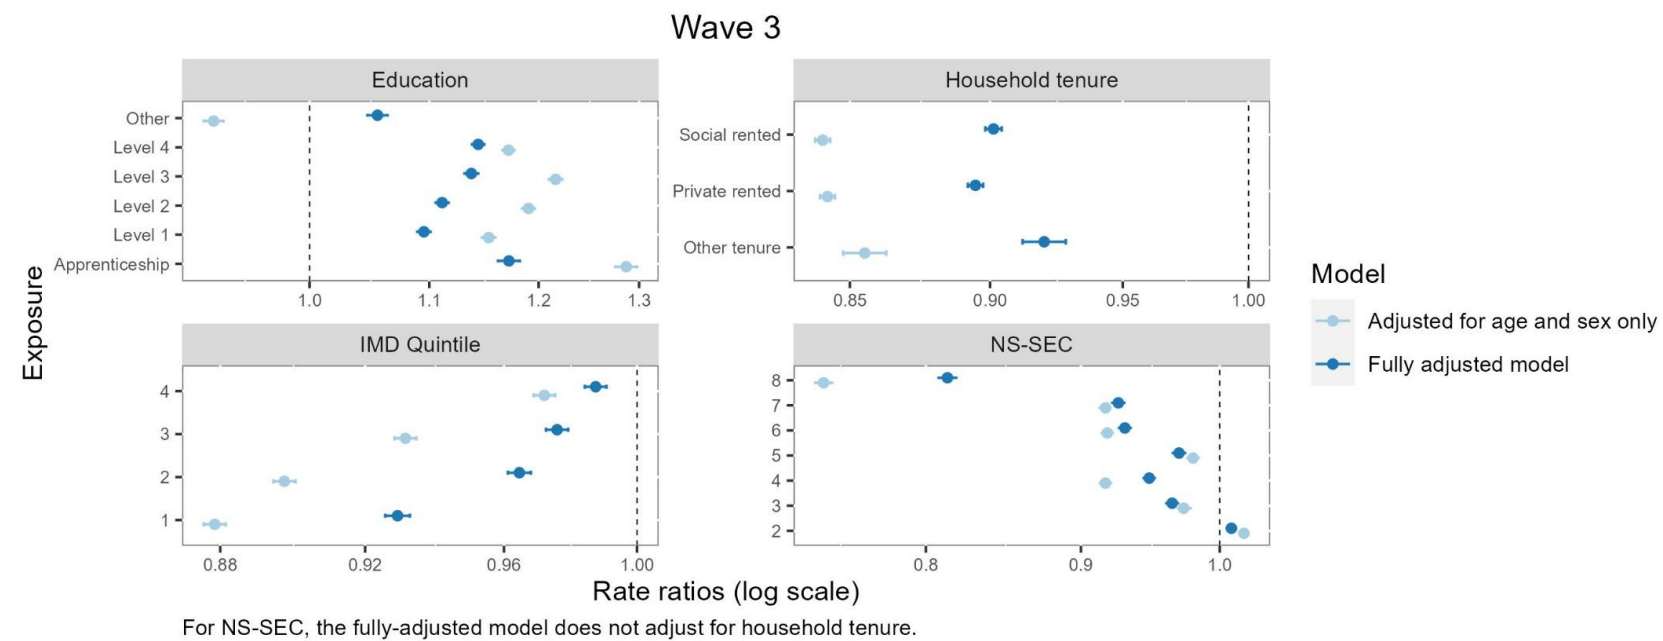 Wave 3
Education
Household tenure
Other
Level 4
Level 3
Level 2
Level 1
Apprenticeship
1.0 1.1 1.2 1.3
Social rented
Private rented
Other tenure
0.85 0.90 0.95 1.00
Exposure
IMD Quintile
NS-SEC
4
3
2
1
0.88 0.92 0.96 1.00
8
7
6
5
4
3
2
0.8 0.9 1.0
Rate ratios (log scale)
For NS-SEC, the fully-adjusted model does not adjust for household tenure.
Model
Adjusted for age and sex only
Fully adjusted model